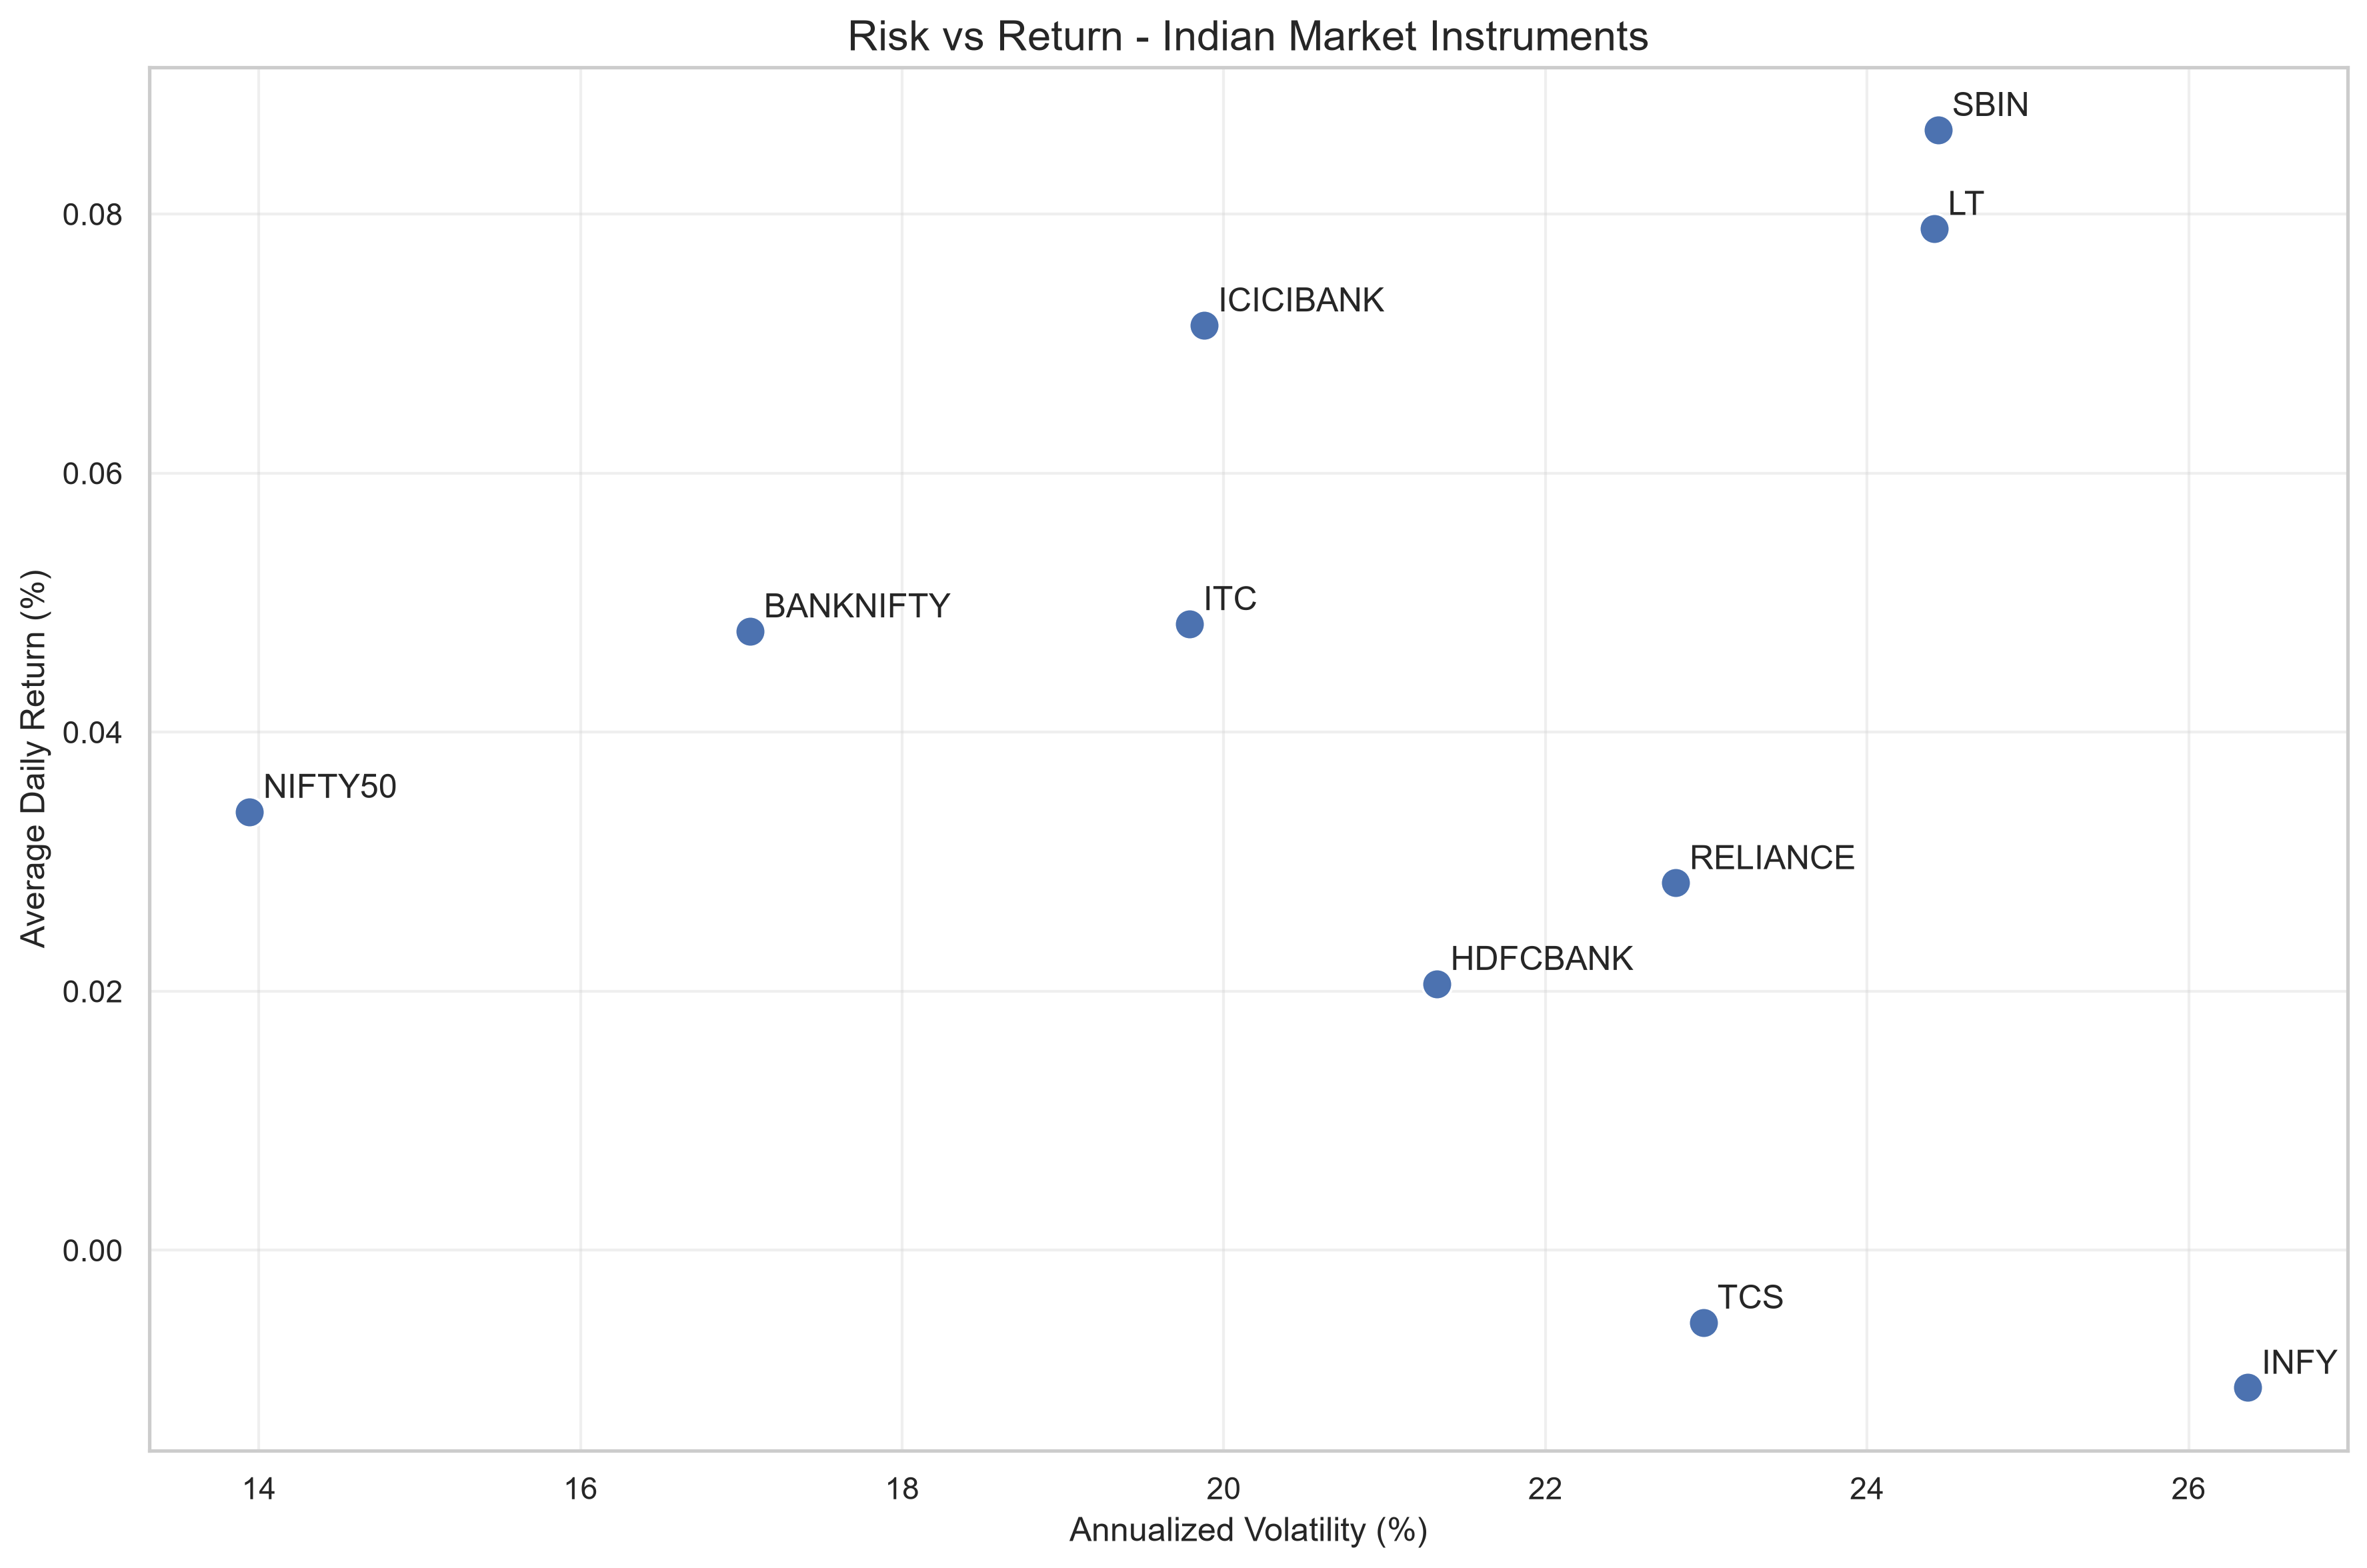 Risk vs Return - Indian Market Instruments
SBIN
0.08
LT
ICICIBANK
0.06
BANKNIFTY
ITC
Average Daily Return (%)
0.04
NIFTY50
RELIANCE
HDFCBANK
0.02
0.00
TCS
INFY
14 16 18 20 22 24 26
Annualized Volatility (%)